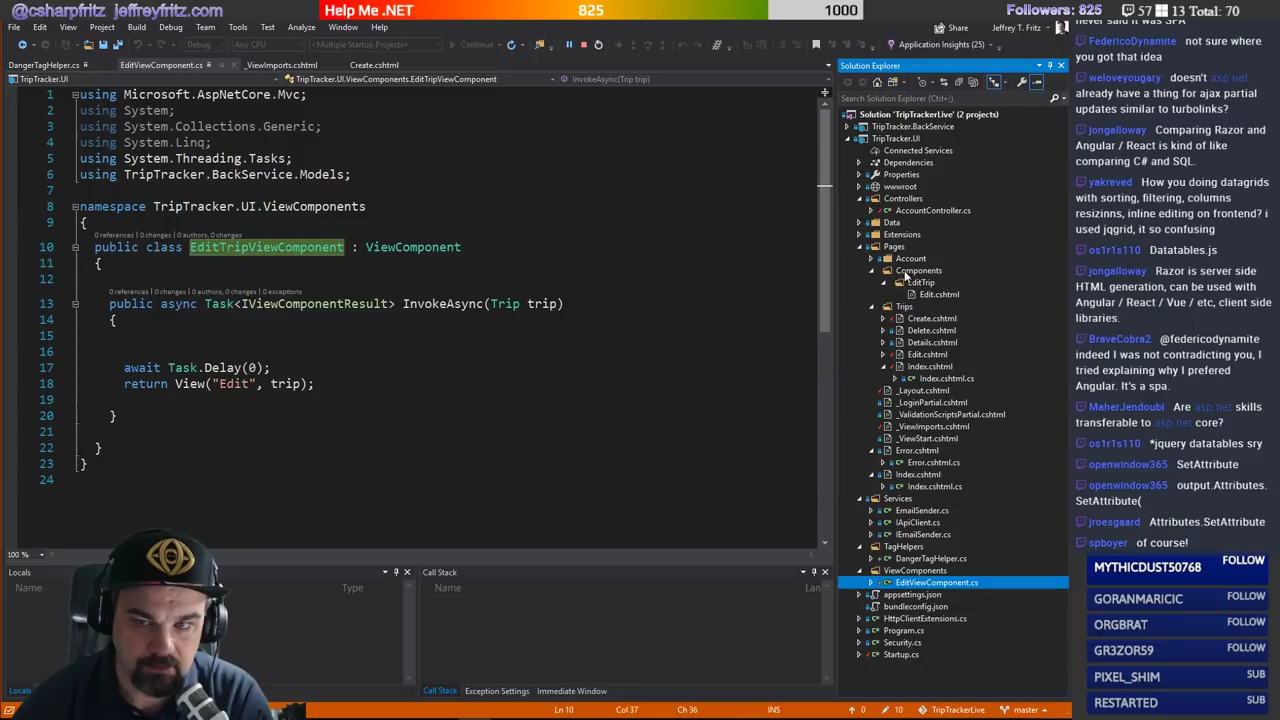 @csharpfritz jeffreyfritz.com
Help Me .NET
825
1000
Followers: 825
57
13 Total: 70
File Edit View Project Build Debug Team Tools Test Analyze Window Help
Share
Jeffrey T. Fritz
Debug
Any CPU
<Multiple Startup Projects>
Continue
Application Insights (25)
DangerTagHelper.cs
EditViewComponent.cs
_ViewImports.cshtml
Create.cshtml
TripTracker.UI
TripTracker.UI.ViewComponents.EditTripViewComponent
InvokeAsync(Trip trip)
1 using Microsoft.AspNetCore.Mvc;
2 using System;
3 using System.Collections.Generic;
4 using System.Linq;
5 using System.Threading.Tasks;
6 using TripTracker.BackService.Models;
7
8 namespace TripTracker.UI.ViewComponents
9 {
0 references | 0 changes | 0 authors, 0 changes
10 public class EditTripViewComponent : ViewComponent
11 {
12
0 references | 0 changes | 0 authors, 0 changes | 0 exceptions
13 public async Task<IViewComponentResult> InvokeAsync(Trip trip)
14 {
15
16
17 await Task.Delay(0);
18 return View("Edit", trip);
19
20 }
21
22 }
23 }
24
100 %
Locals
Name
Type
Call Stack
Name
Lan
Locals
Call Stack
Exception Settings
Immediate Window
Ln 10
Col 37
Ch 36
INS
0
10
TripTrackerLive
master
Solution Explorer
Search Solution Explorer (Ctrl+;)
Solution 'TripTrackerLive' (2 projects)
TripTracker.BackService
TripTracker.UI
Connected Services
Dependencies
Properties
wwwroot
Controllers
AccountController.cs
Data
Extensions
Pages
Account
Components
EditTrip
Edit.cshtml
Trips
Create.cshtml
Delete.cshtml
Details.cshtml
Edit.cshtml
Index.cshtml
Index.cshtml.cs
_Layout.cshtml
_LoginPartial.cshtml
_ValidationScriptsPartial.cshtml
_ViewImports.cshtml
_ViewStart.cshtml
Error.cshtml
Error.cshtml.cs
Index.cshtml
Index.cshtml.cs
Services
EmailSender.cs
IApiClient.cs
IEmailSender.cs
TagHelpers
DangerTagHelper.cs
ViewComponents
EditViewComponent.cs
appsettings.json
bundleconfig.json
HttpClientExtensions.cs
Program.cs
Security.cs
Startup.cs
never said it was SPA
FedericoDynamite not sure where
you got that idea
weloveyougary doesn't asp net
already have a thing for ajax partial
updates similar to turbolinks?
jongalloway Comparing Razor and
Angular / React is kind of like
comparing C# and SQL.
yakreved How you doing datagrids
with sorting, filtering, columns
resizinns, inline editing on frontend? i
used jqgrid, it so confusing
os1r1s110 Datatables.js
jongalloway Razor is server side
HTML generation, can be used with
Angular / React / Vue / etc, client side
libraries.
BraveCobra2 @federicodynamite
indeed I was not contradicting you, I
tried explaining why I prefered
Angular. It's a spa.
MaherJendoubi Are asp.net skills
transferable to asp.net core?
os1r1s110 *jquery datatables sry
openwindow365 SetAttribute
openwindow365 output.Attributes.
SetAttribute(
jroesgaard Attributes.SetAttribute
spboyer of course!
MYTHICDUST50768 FOLLOW
GORANMARICIC FOLLOW
ORGBRAT FOLLOW
GR3ZOR59 FOLLOW
PIXEL_SHIM SUB
RESTARTED SUB